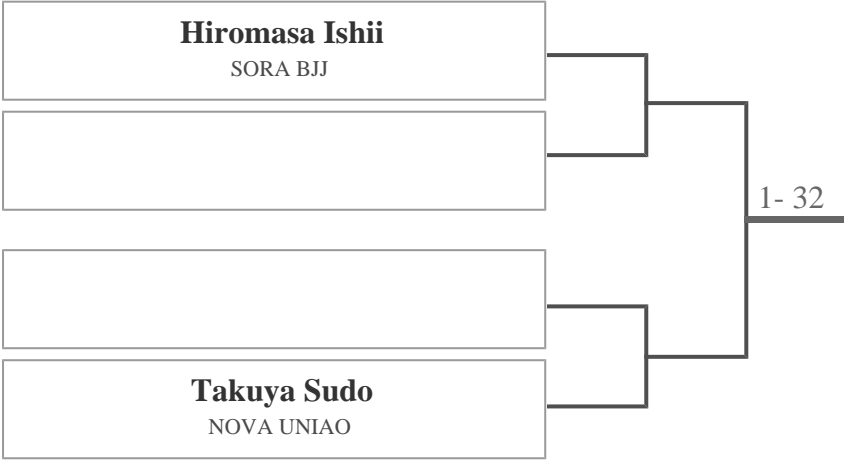 Hiromasa Ishii
SORA BJJ
1- 32
Takuya Sudo
NOVA UNIAO